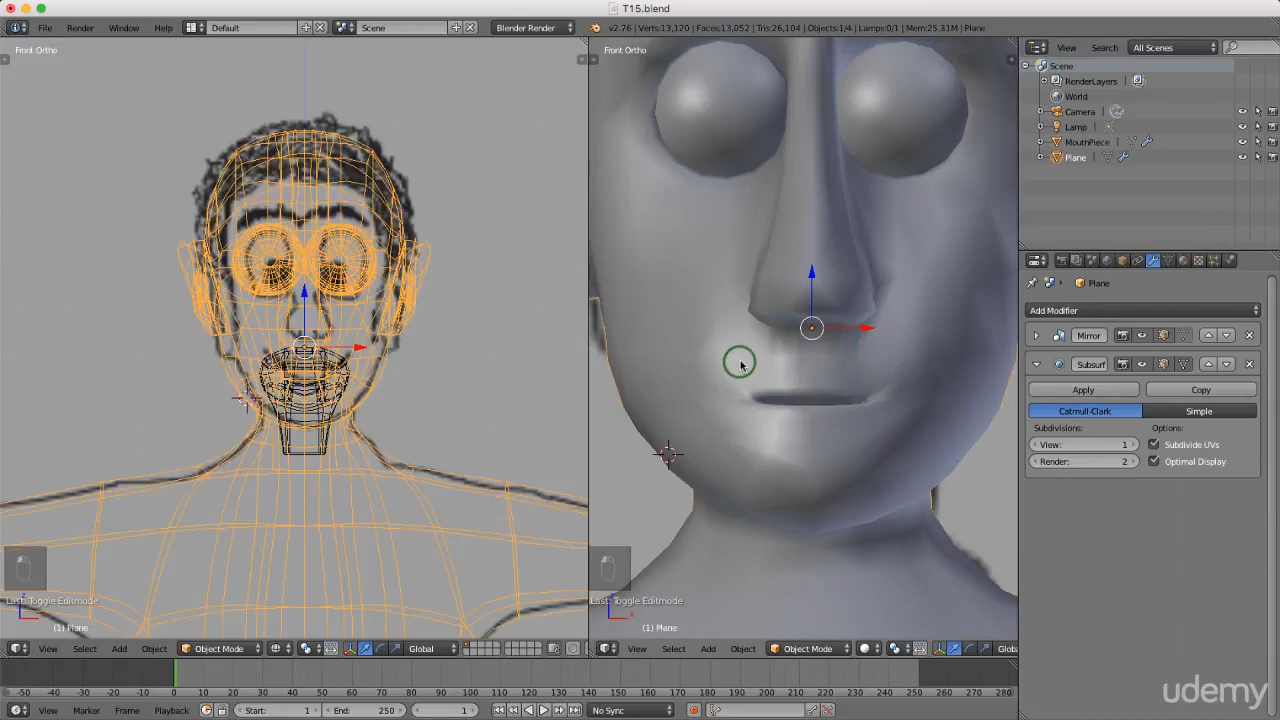 T15.blend
File Render Window Help Default Scene Blender Render v2.76 | Verts:13,120 | Faces:13,052 | Tris:26,104 | Objects:1/4 | Lamps:0/1 | Mem:25.31M | Plane
Front Ortho
Front Ortho
View Search All Scenes
Scene
RenderLayers
World
Camera
Lamp
MouthPiece
Plane
Plane
Add Modifier
Mirror
Subsurf
Apply Copy
Catmull-Clark Simple
Subdivisions: Options:
View: 1 Subdivide UVs
Render: 2 Optimal Display
Last: Toggle Editmode
Last: Toggle Editmode
(1) Plane
(1) Plane
View Select Add Object Object Mode Global
View Select Add Object Object Mode Global
-50 -40 -30 -20 -10 0 10 20 30 40 50 60 70 80 90 100 110 120 130 140 150 160 170 180 190 200 210 220 230 240 250 260 270 280
View Marker Frame Playback Start: 1 End: 250 1 No Sync
udemy